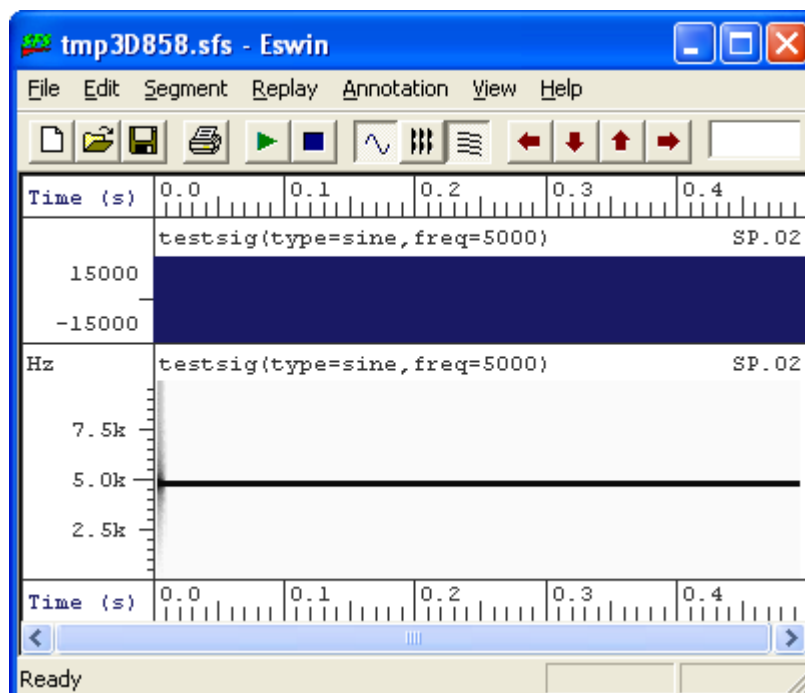 tmp3D858.sfs - Eswin
File Edit Segment Replay Annotation View Help
Time (s) 0.0 0.1 0.2 0.3 0.4
testsig(type=sine,freq=5000) SP.02
15000
-15000
Hz testsig(type=sine,freq=5000) SP.02
7.5k
5.0k
2.5k
Time (s) 0.0 0.1 0.2 0.3 0.4
Ready